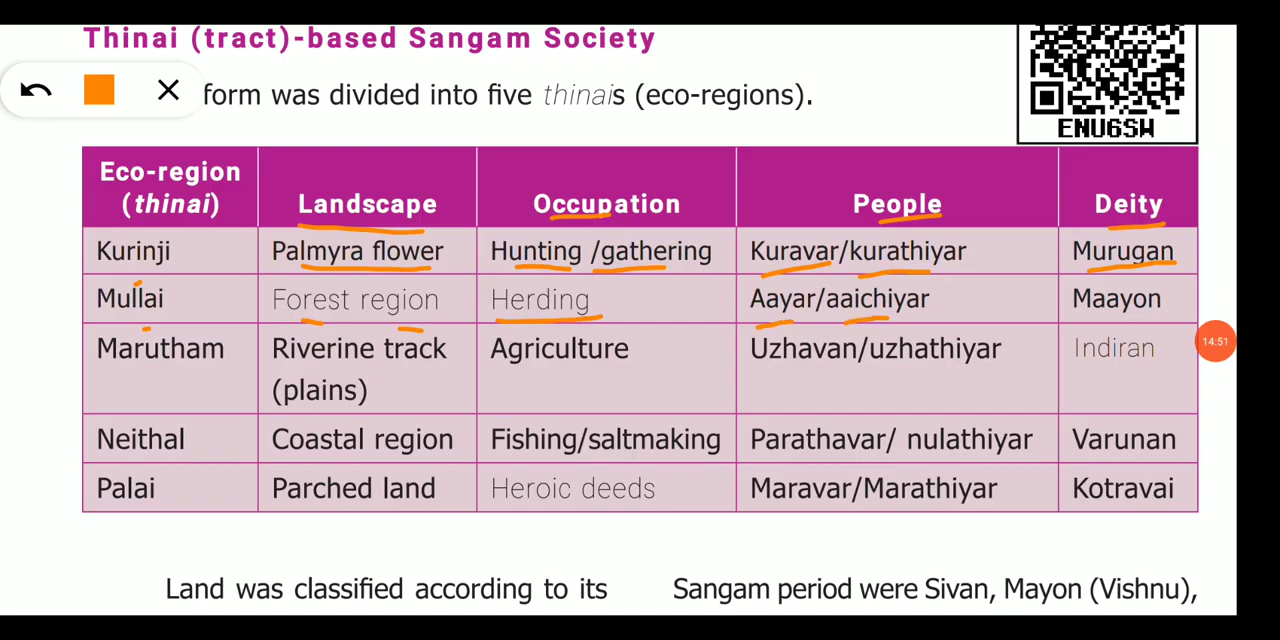 Thinai (tract)-based Sangam Society
form was divided into five thinais (eco-regions).
ENU6SW
Eco-region (thinai) Landscape Occupation People Deity
Kurinji Palmyra flower Hunting /gathering Kuravar/kurathiyar Murugan
Mullai Forest region Herding Aayar/aaichiyar Maayon
Marutham Riverine track (plains) Agriculture Uzhavan/uzhathiyar Indiran
14:51
Neithal Coastal region Fishing/saltmaking Parathavar/ nulathiyar Varunan
Palai Parched land Heroic deeds Maravar/Marathiyar Kotravai
Land was classified according to its
Sangam period were Sivan, Mayon (Vishnu),